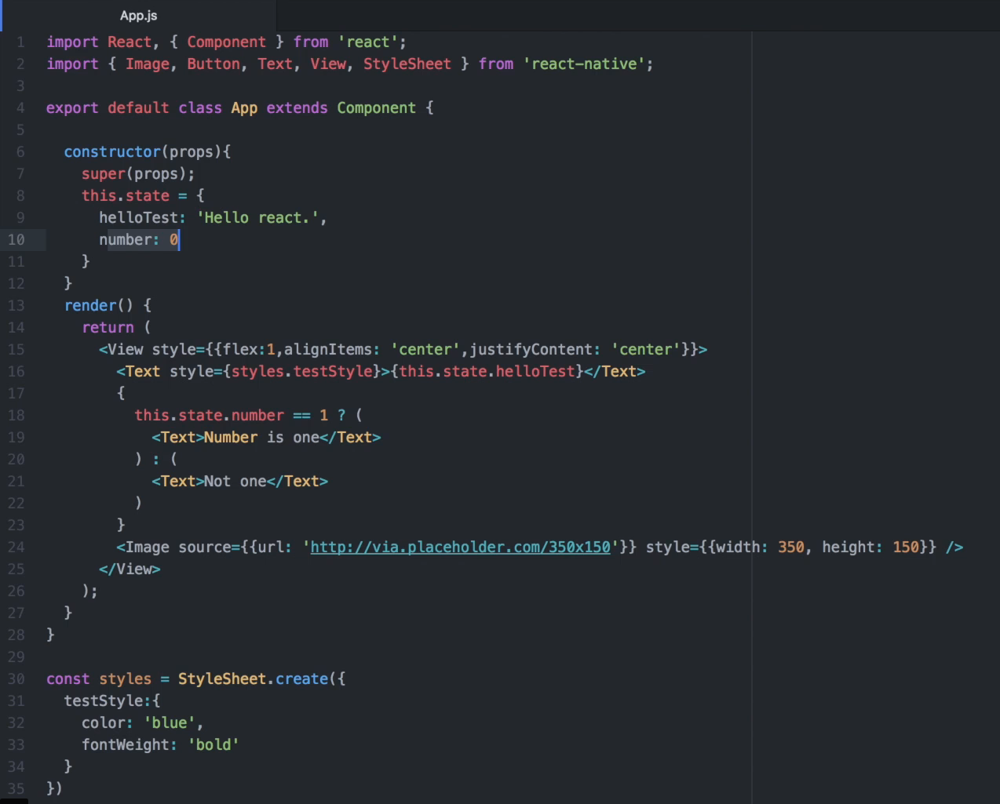 App.js
1 import React, { Component } from 'react';
2 import { Image, Button, Text, View, StyleSheet } from 'react-native';
3
4 export default class App extends Component {
5
6 constructor(props){
7 super(props);
8 this.state = {
9 helloTest: 'Hello react.',
10 number: 0
11 }
12 }
13 render() {
14 return (
15 <View style={{flex:1,alignItems: 'center',justifyContent: 'center'}}>
16 <Text style={styles.testStyle}>{this.state.helloTest}</Text>
17 {
18 this.state.number == 1 ? (
19 <Text>Number is one</Text>
20 ) : (
21 <Text>Not one</Text>
22 )
23 }
24 <Image source={{url: 'http://via.placeholder.com/350x150'}} style={{width: 350, height: 150}} />
25 </View>
26 );
27 }
28 }
29
30 const styles = StyleSheet.create({
31 testStyle:{
32 color: 'blue',
33 fontWeight: 'bold'
34 }
35 })